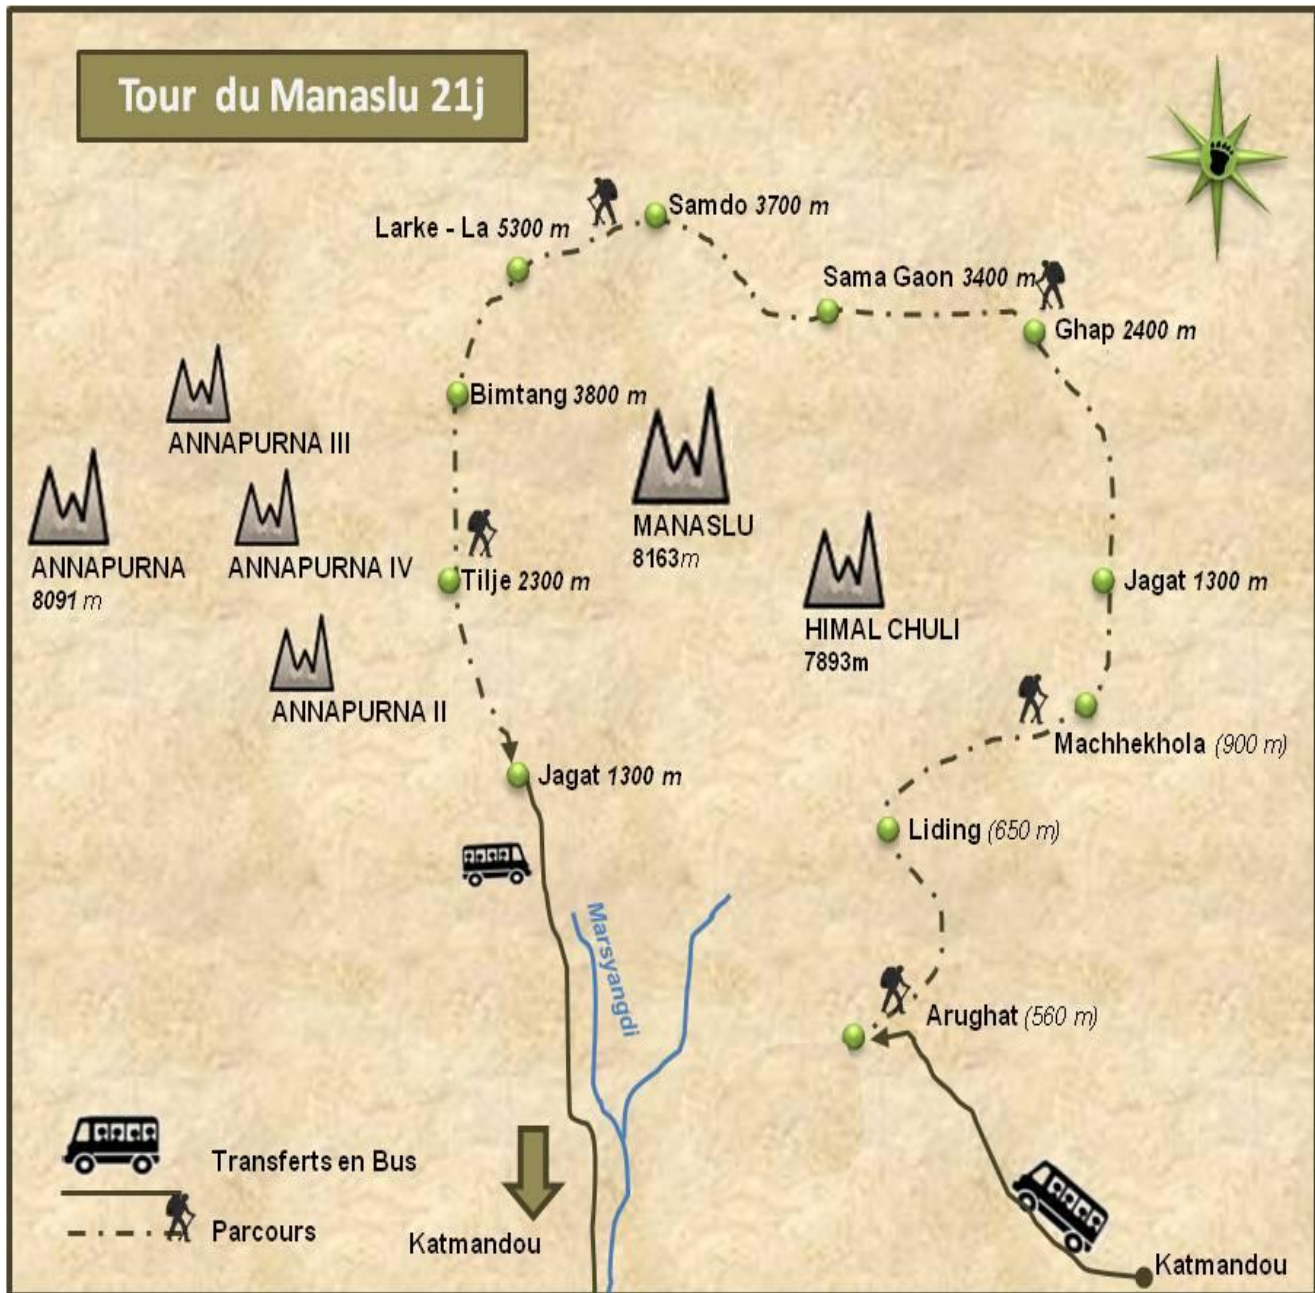 Tour du Manaslu 21j
Samdo 3700 m
Larke - La 5300 m
Sama Gaon 3400 m
Ghap 2400 m
Bimtang 3800 m
ANNAPURNA III
MANASLU
8163m
ANNAPURNA
8091 m
ANNAPURNA IV
Tilje 2300 m
Jagat 1300 m
HIMAL CHULI
7893m
ANNAPURNA II
Machhekhola (900 m)
Jagat 1300 m
Liding (650 m)
Marsyangdi
Arughat (560 m)
Transferts en Bus
Parcours
Katmandou
Katmandou